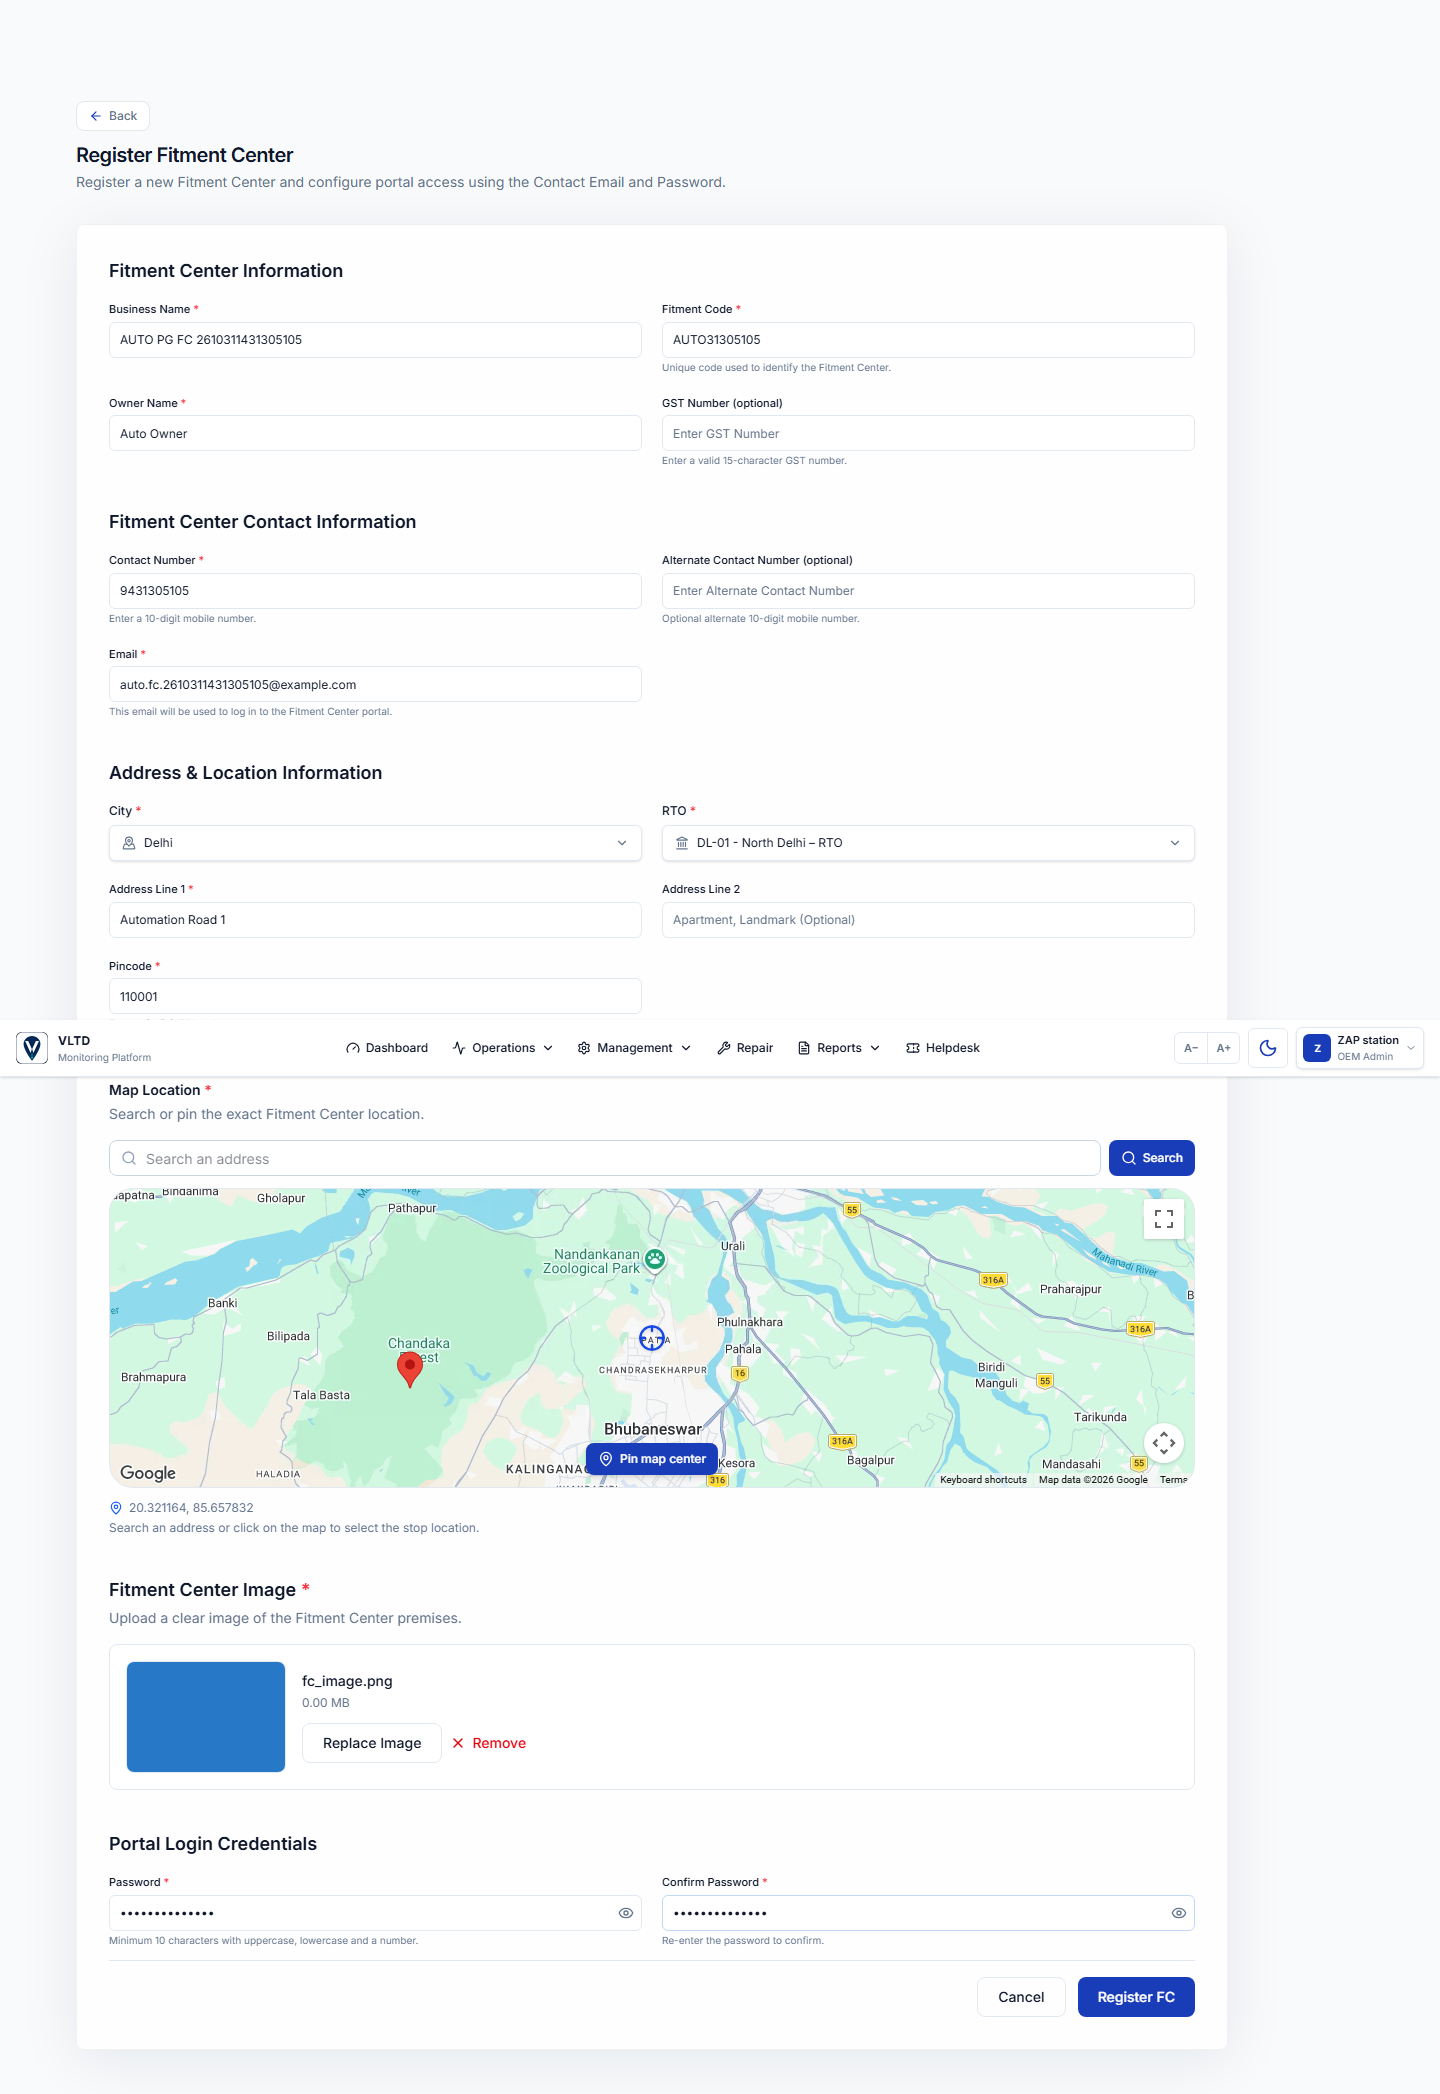 Back
Register Fitment Center
Register a new Fitment Center and configure portal access using the Contact Email and Password.
Fitment Center Information
Business Name *
Fitment Code *
AUTO PG FC 2610311431305105
AUTO31305105
Unique code used to identify the Fitment Center.
Owner Name *
GST Number (optional)
Auto Owner
Enter GST Number
Enter a valid 15-character GST number.
Fitment Center Contact Information
Contact Number *
Alternate Contact Number (optional)
9431305105
Enter Alternate Contact Number
Enter a 10-digit mobile number.
Optional alternate 10-digit mobile number.
Email *
auto.fc.2610311431305105@example.com
This email will be used to log in to the Fitment Center portal.
Address & Location Information
City *
RTO *
Delhi
DL-01 - North Delhi – RTO
Address Line 1 *
Address Line 2
Automation Road 1
Apartment, Landmark (Optional)
Pincode *
110001
VLTD
Monitoring Platform
Dashboard
Operations
Management
Repair
Reports
Helpdesk
A−
A+
Z
ZAP station
OEM Admin
Map Location *
Search or pin the exact Fitment Center location.
Search an address
Search
Gholapur
Pathapur
55
Nandankanan
Zoological Park
Urali
Mahanadi River
316A
Praharajpur
Banki
Bilipada
Chandaka
Phulnakhara
316A
PATIA
Pahala
CHANDRASEKHARPUR
16
Biridi
Brahmapura
Manguli
55
Tala Basta
Tarikunda
Bhubaneswar
316A
Pin map center
Bagalpur
Kesora
Mandasahi
55
Google
HALADIA
316
Keyboard shortcuts
Map data ©2026 Google
Terms
20.321164, 85.657832
Search an address or click on the map to select the stop location.
Fitment Center Image *
Upload a clear image of the Fitment Center premises.
fc_image.png
0.00 MB
Replace Image
Remove
Portal Login Credentials
Password *
Confirm Password *
••••••••••••••
••••••••••••••
Minimum 10 characters with uppercase, lowercase and a number.
Re-enter the password to confirm.
Cancel
Register FC